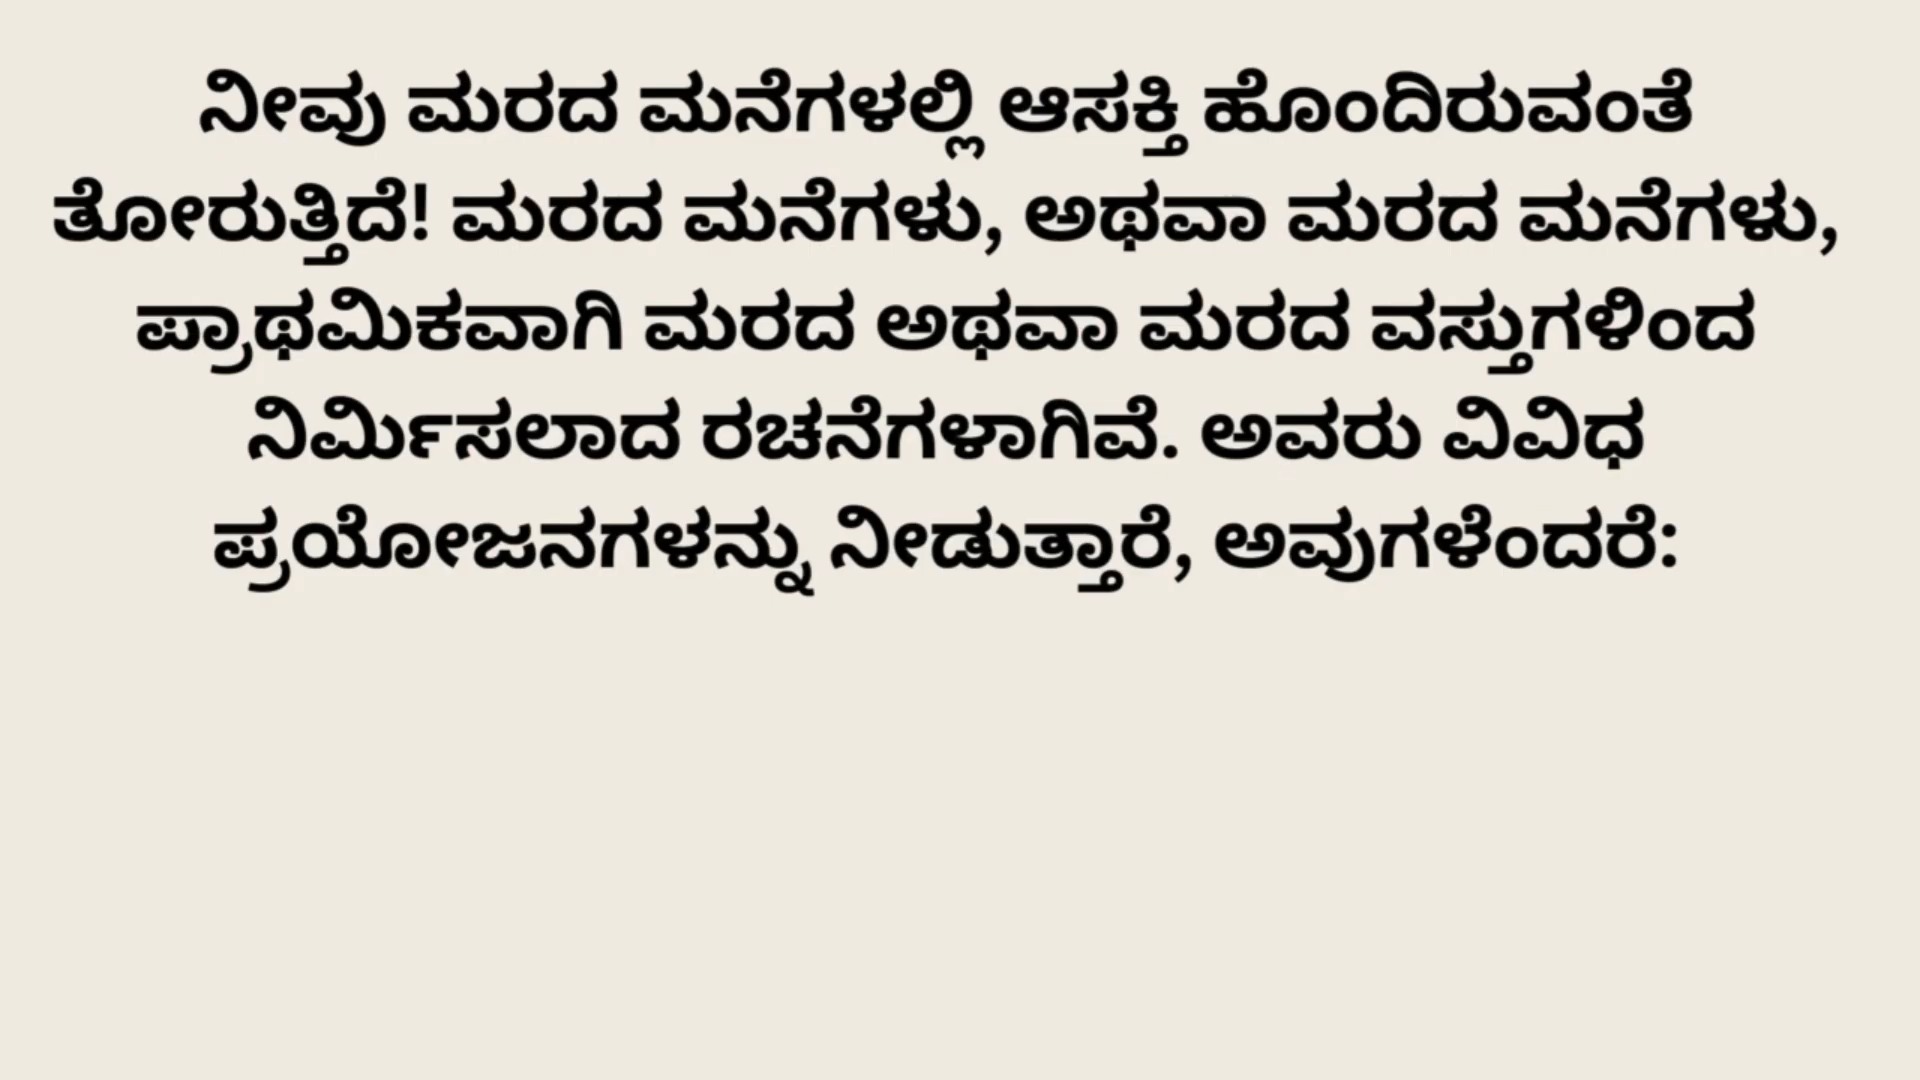 ನೀವು ಮರದ ಮನೆಗಳಲ್ಲಿ ಆಸಕ್ತಿ ಹೊಂದಿರುವಂತೆ
ತೋರುತ್ತಿದೆ! ಮರದ ಮನೆಗಳು, ಅಥವಾ ಮರದ ಮನೆಗಳು,
ಪ್ರಾಥಮಿಕವಾಗಿ ಮರದ ಅಥವಾ ಮರದ ವಸ್ತುಗಳಿಂದ
ನಿರ್ಮಿಸಲಾದ ರಚನೆಗಳಾಗಿವೆ. ಅವರು ವಿವಿಧ
ಪ್ರಯೋಜನಗಳನ್ನು ನೀಡುತ್ತಾರೆ, ಅವುಗಳೆಂದರೆ: